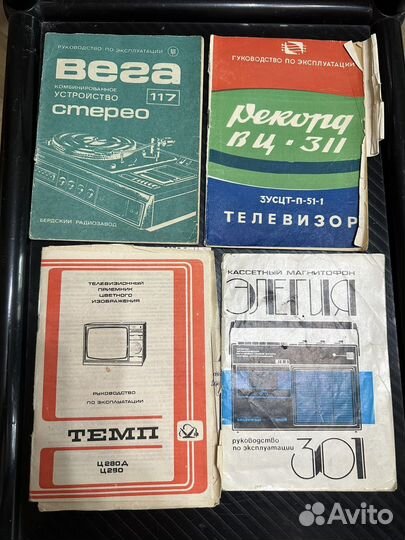 РУКОВОДСТВО ПО ЭКСПЛУАТАЦИИ
Вега
КОМБИНИРОВАННОЕ
УСТРОЙСТВО
117
стерео
БЕРДСКИЙ РАДИОЗАВОД
РУКОВОДСТВО ПО ЭКСПЛУАТАЦИИ
Рекорд
ВЦ·311
3УСЦТ-П-51-1
ТЕЛЕВИЗОР
ТЕЛЕВИЗИОННЫЙ
ПРИЕМНИК
ЦВЕТНОГО
ИЗОБРАЖЕНИЯ
РУКОВОДСТВО
ПО ЭКСПЛУАТАЦИИ
ТЕМП
Ц280Д
Ц290
КАССЕТНЫЙ МАГНИТОФОН
ЭЛЕГИЯ
руководство
по эксплуатации
301
Avito